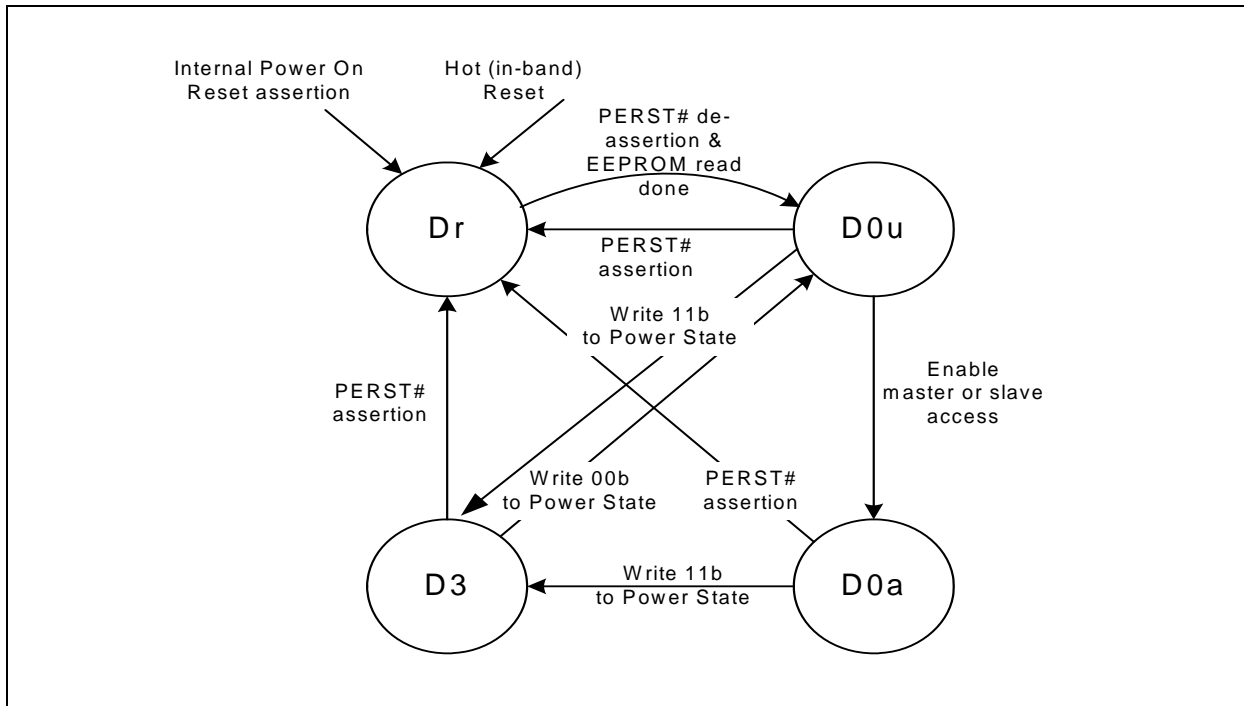 Internal Power On
Reset assertion
Hot (in-band)
Reset
PERST# de-
assertion &
EEPROM read
done
Dr
D0u
PERST#
assertion
Write 11b
to Power State
PERST#
assertion
Enable
master or slave
access
Write 00b
to Power State
PERST#
assertion
D3
Write 11b
to Power State
D0a